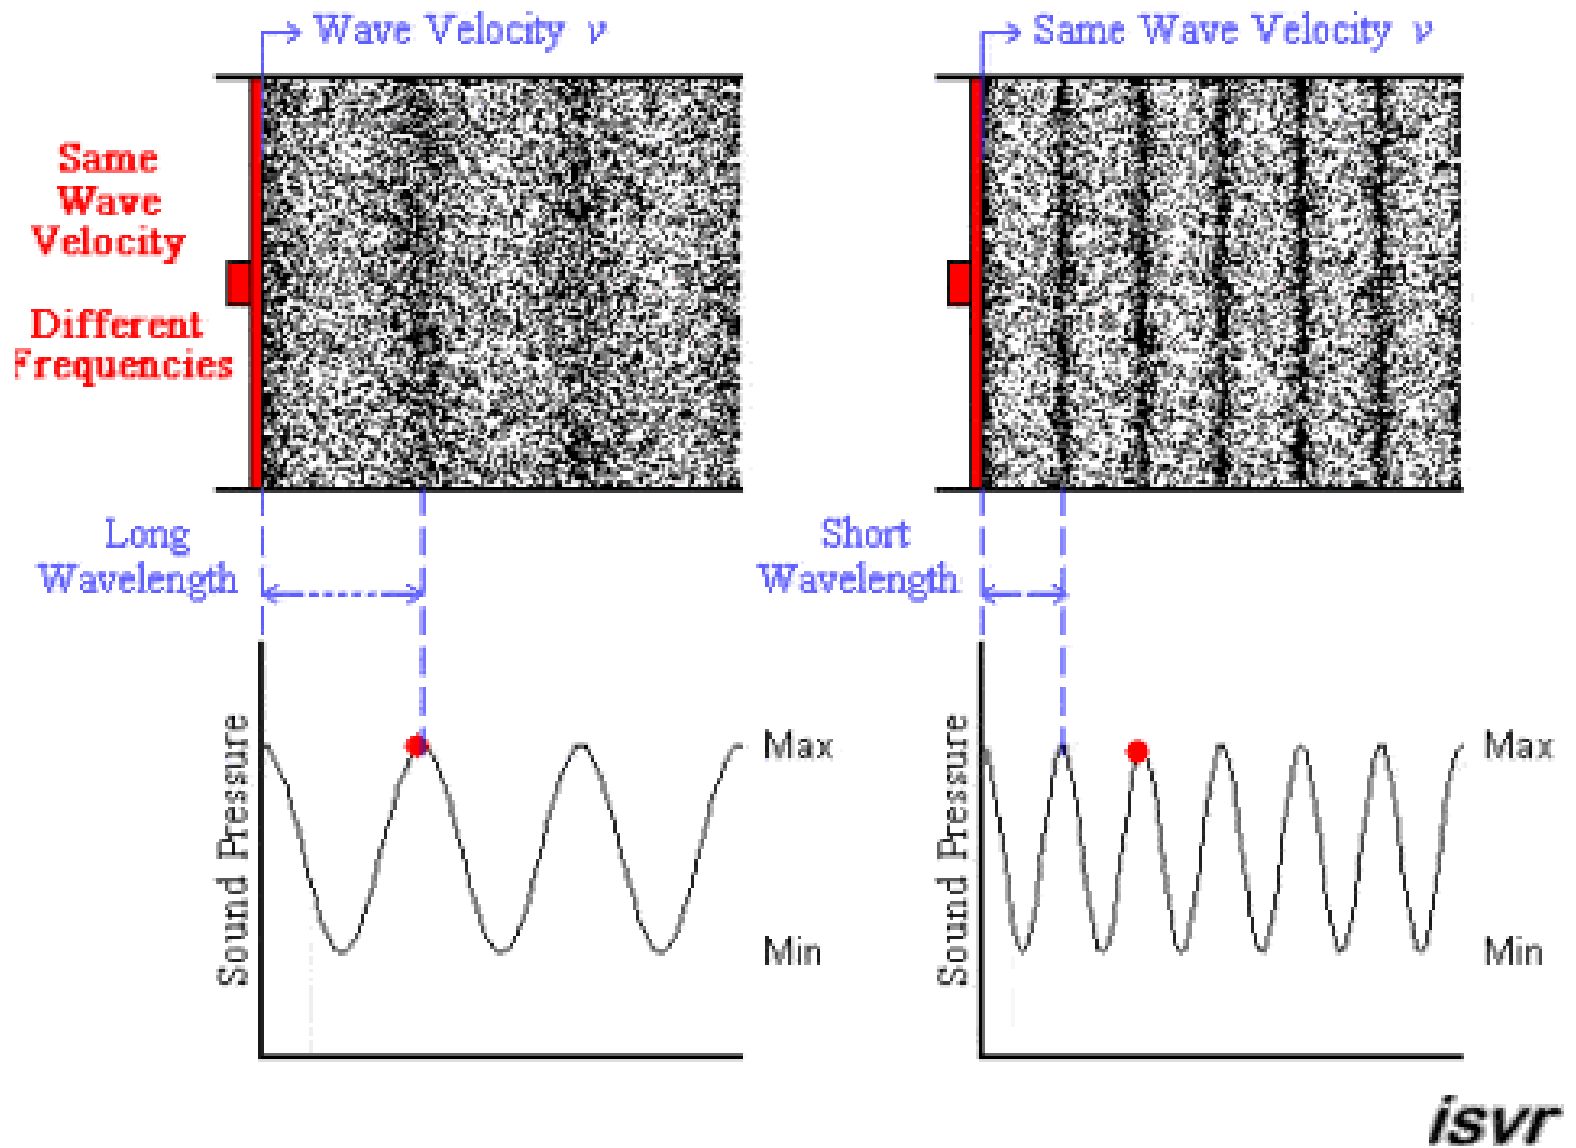 Wave Velocity ν
Same Wave Velocity ν
Same
Wave
Velocity
Different
Frequencies
Long
Wavelength
Short
Wavelength
Sound Pressure
Max
Min
Sound Pressure
Max
Min
isvr